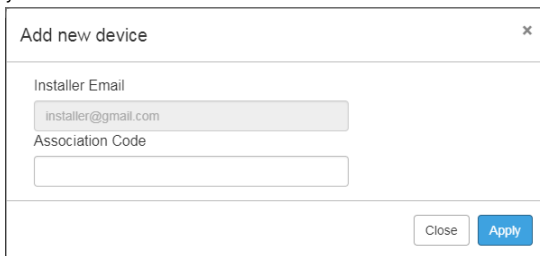 Add new device ×
Installer Email
installer@gmail.com
Association Code
Close Apply